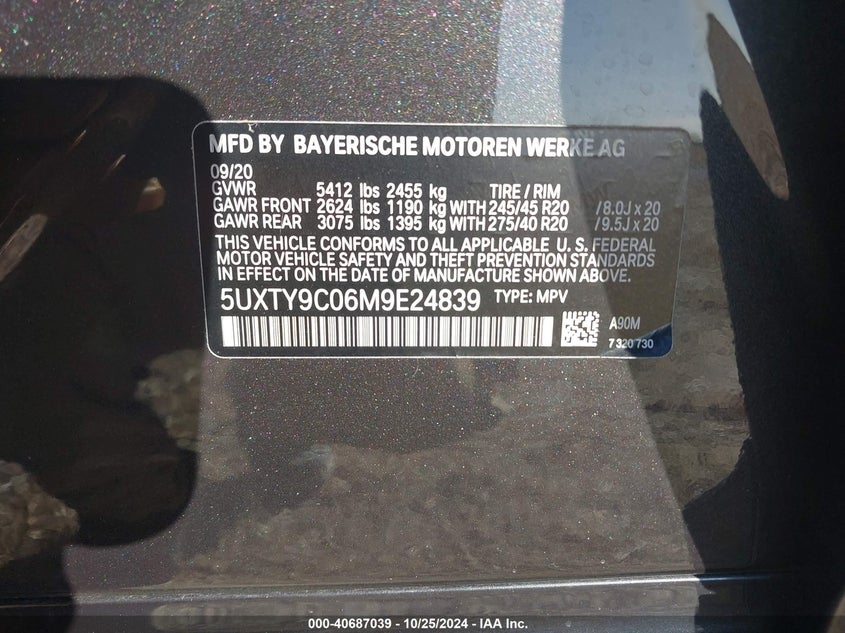 MFD BY BAYERISCHE MOTOREN WERKE AG
09/20
GVWR 5412 lbs 2455 kg TIRE / RIM
GAWR FRONT 2624 lbs 1190 kg WITH 245/45 R20 /8.0J x 20
GAWR REAR 3075 lbs 1395 kg WITH 275/40 R20 /9.5J x 20
THIS VEHICLE CONFORMS TO ALL APPLICABLE U.S. FEDERAL
MOTOR VEHICLE SAFETY AND THEFT PREVENTION STANDARDS
IN EFFECT ON THE DATE OF MANUFACTURE SHOWN ABOVE.
5UXTY9C06M9E24839 TYPE: MPV
A90M
7320730
000-40687039 - 10/25/2024 - IAA Inc.